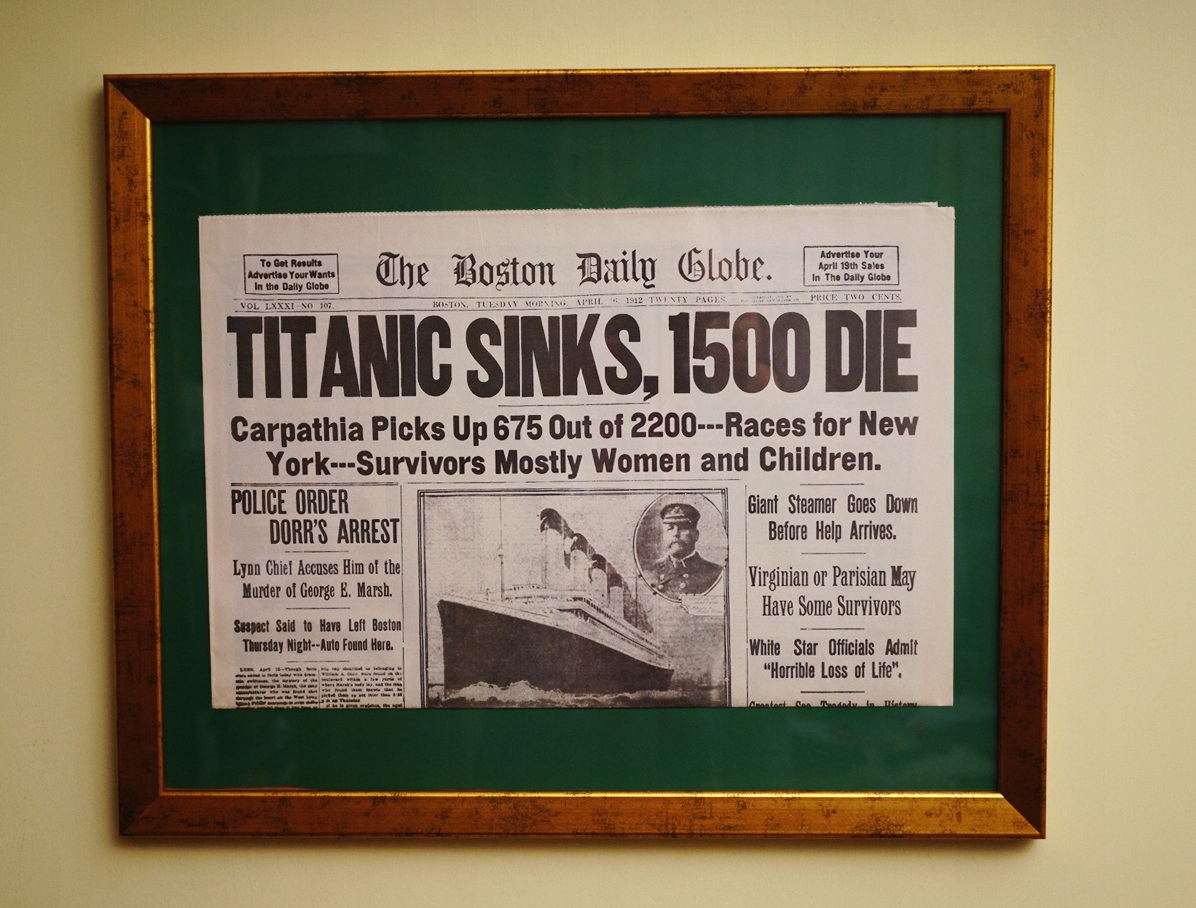 To Get Results
Advertise Your Wants
In the Daily Globe
The Boston Daily Globe.
Advertise Your
April 19th Sales
In The Daily Globe
VOL LXXXI--NO 107.
BOSTON, TUESDAY MORNING, APRIL 16 1912--TWENTY PAGES
PRICE TWO CENTS.
TITANIC SINKS, 1500 DIE
Carpathia Picks Up 675 Out of 2200---Races for New
York---Survivors Mostly Women and Children.
POLICE ORDER
DORR'S ARREST
Lynn Chief Accuses Him of the
Murder of George E. Marsh.
Suspect Said to Have Left Boston
Thursday Night--Auto Found Here.
Giant Steamer Goes Down
Before Help Arrives.
Virginian or Parisian May
Have Some Survivors
White Star Officials Admit
"Horrible Loss of Life".
Greatest Sea Tragedy in History